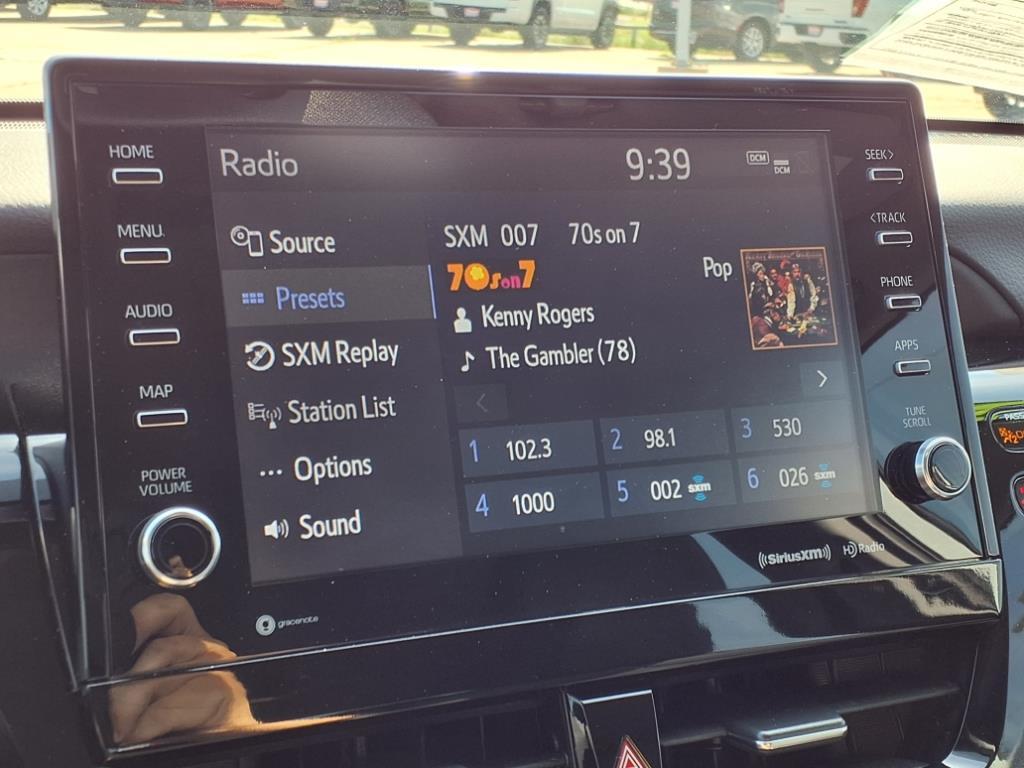 HOME
MENU
AUDIO
MAP
POWER
VOLUME
Radio
9:39
DCM
DCM
Source
Presets
SXM Replay
Station List
Options
Sound
SXM 007 70s on 7
70s on 7
Pop
Kenny Rogers
The Gambler (78)
<
>
1 102.3
2 98.1
3 530
4 1000
5 002 sxm
6 026 sxm
SEEK>
<TRACK
PHONE
APPS
TUNE
SCROLL
((SiriusXM))
HD Radio
gracenote